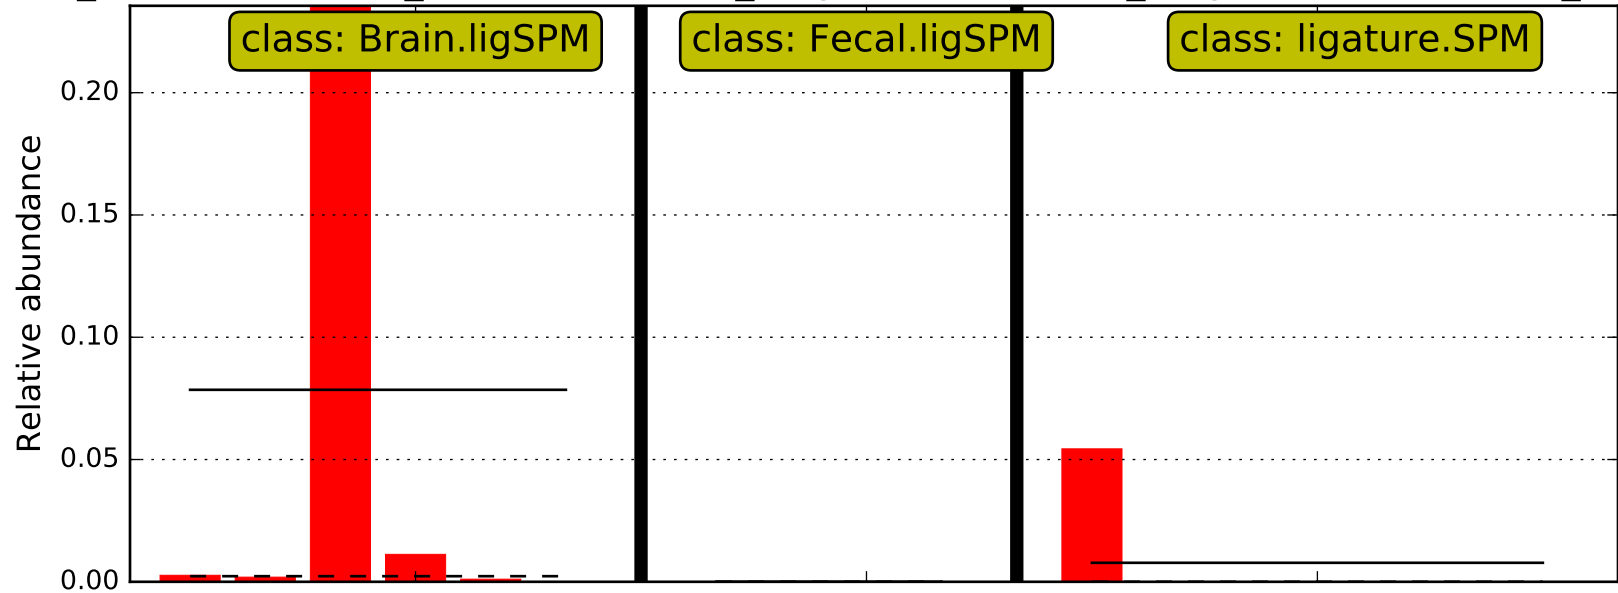 class: Brain.ligSPM
class: Fecal.ligSPM
class: ligature.SPM
Relative abundance
0.20
0.15
0.10
0.05
0.00